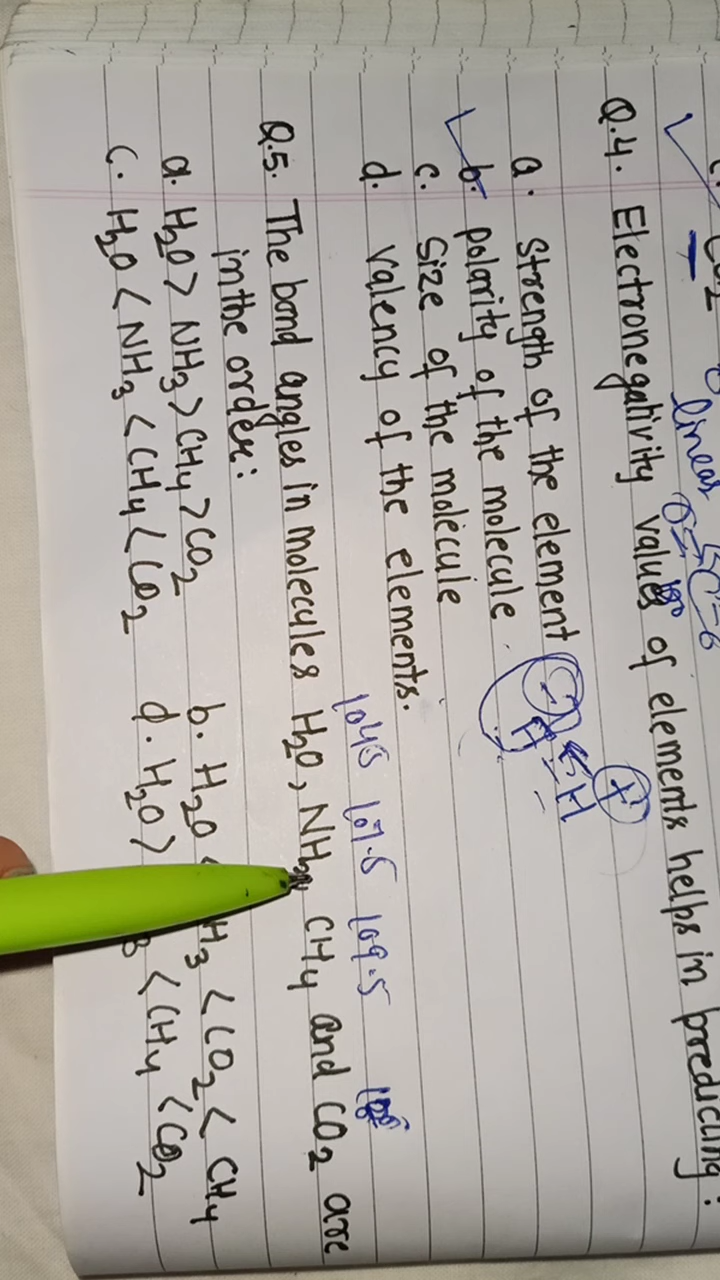 CO2
linear
180
Q.4. Electronegativity values of elements helps in predicting:
a. Strength of the element
b. polarity of the molecule.
c. Size of the molecule
d. Valency of the elements.
104.5 107.5 109.5
Q.5. The bond angles in molecules H2O, NH3, CH4 and CO2 are
in the order:
a. H2O > NH3 > CH4 > CO2 b. H2O < NH3 < CO2 < CH4
c. H2O < NH3 < CH4 < CO2 d. H2O > 3 < CH4 < CO2